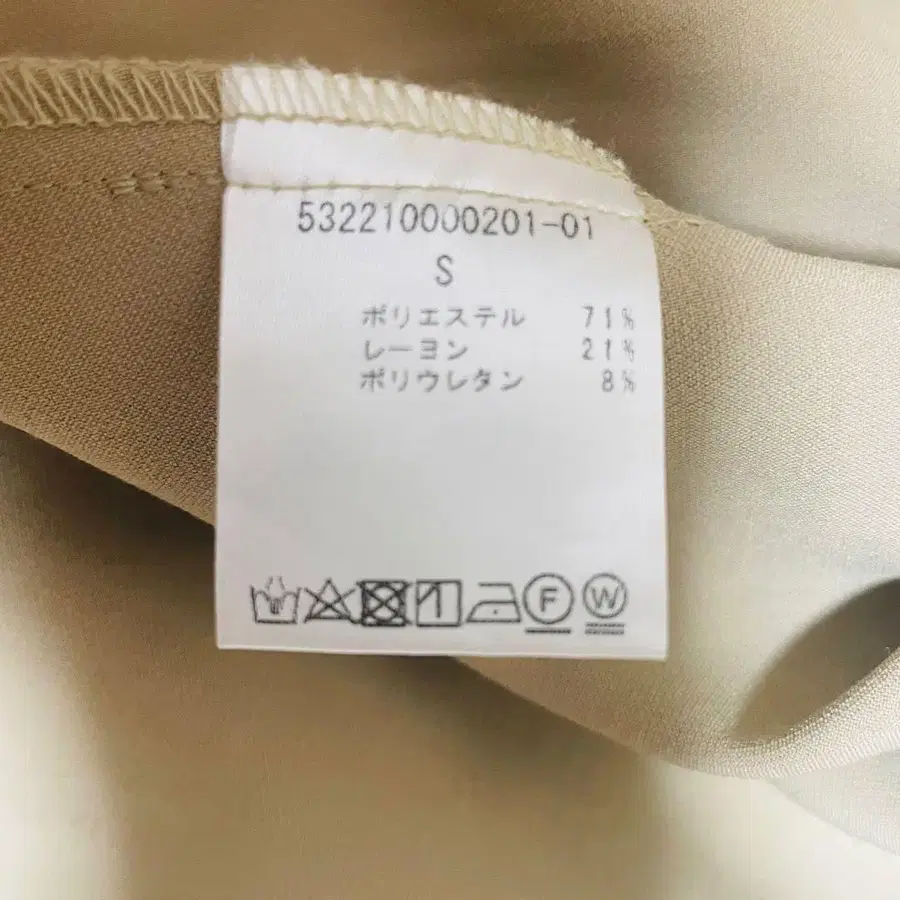 532210000201-01
S
ポリエステル 71%
レーヨン 21%
ポリウレタン 8%
F W